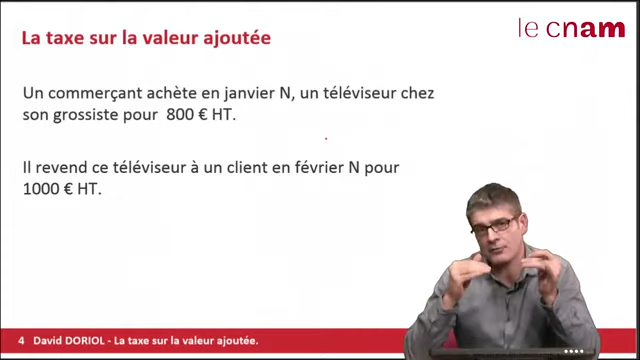 La taxe sur la valeur ajoutée
le cnam
Un commerçant achète en janvier N, un téléviseur chez
son grossiste pour 800 € HT.
Il revend ce téléviseur à un client en février N pour
1000 € HT.
4 David DORIOL - La taxe sur la valeur ajoutée.